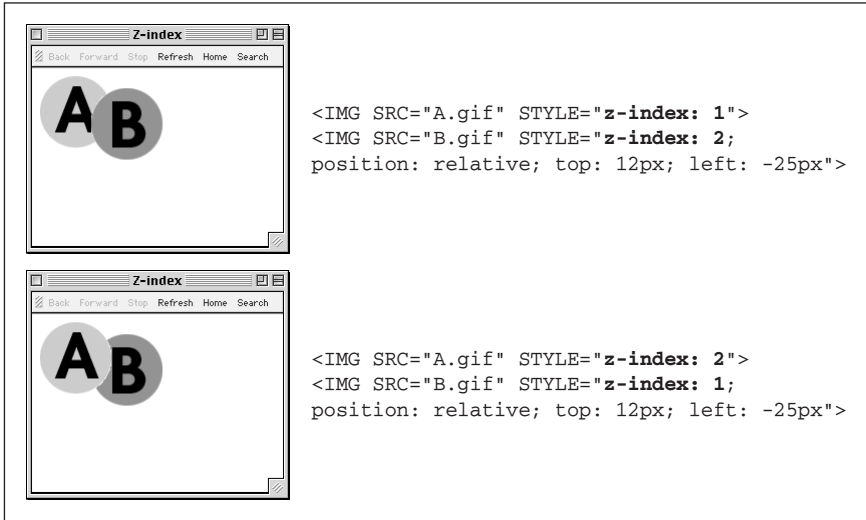 Z-index
Back Forward Stop Refresh Home Search
A B
<IMG SRC="A.gif" STYLE="z-index: 1">
<IMG SRC="B.gif" STYLE="z-index: 2;
position: relative; top: 12px; left: -25px">
Z-index
Back Forward Stop Refresh Home Search
A B
<IMG SRC="A.gif" STYLE="z-index: 2">
<IMG SRC="B.gif" STYLE="z-index: 1;
position: relative; top: 12px; left: -25px">